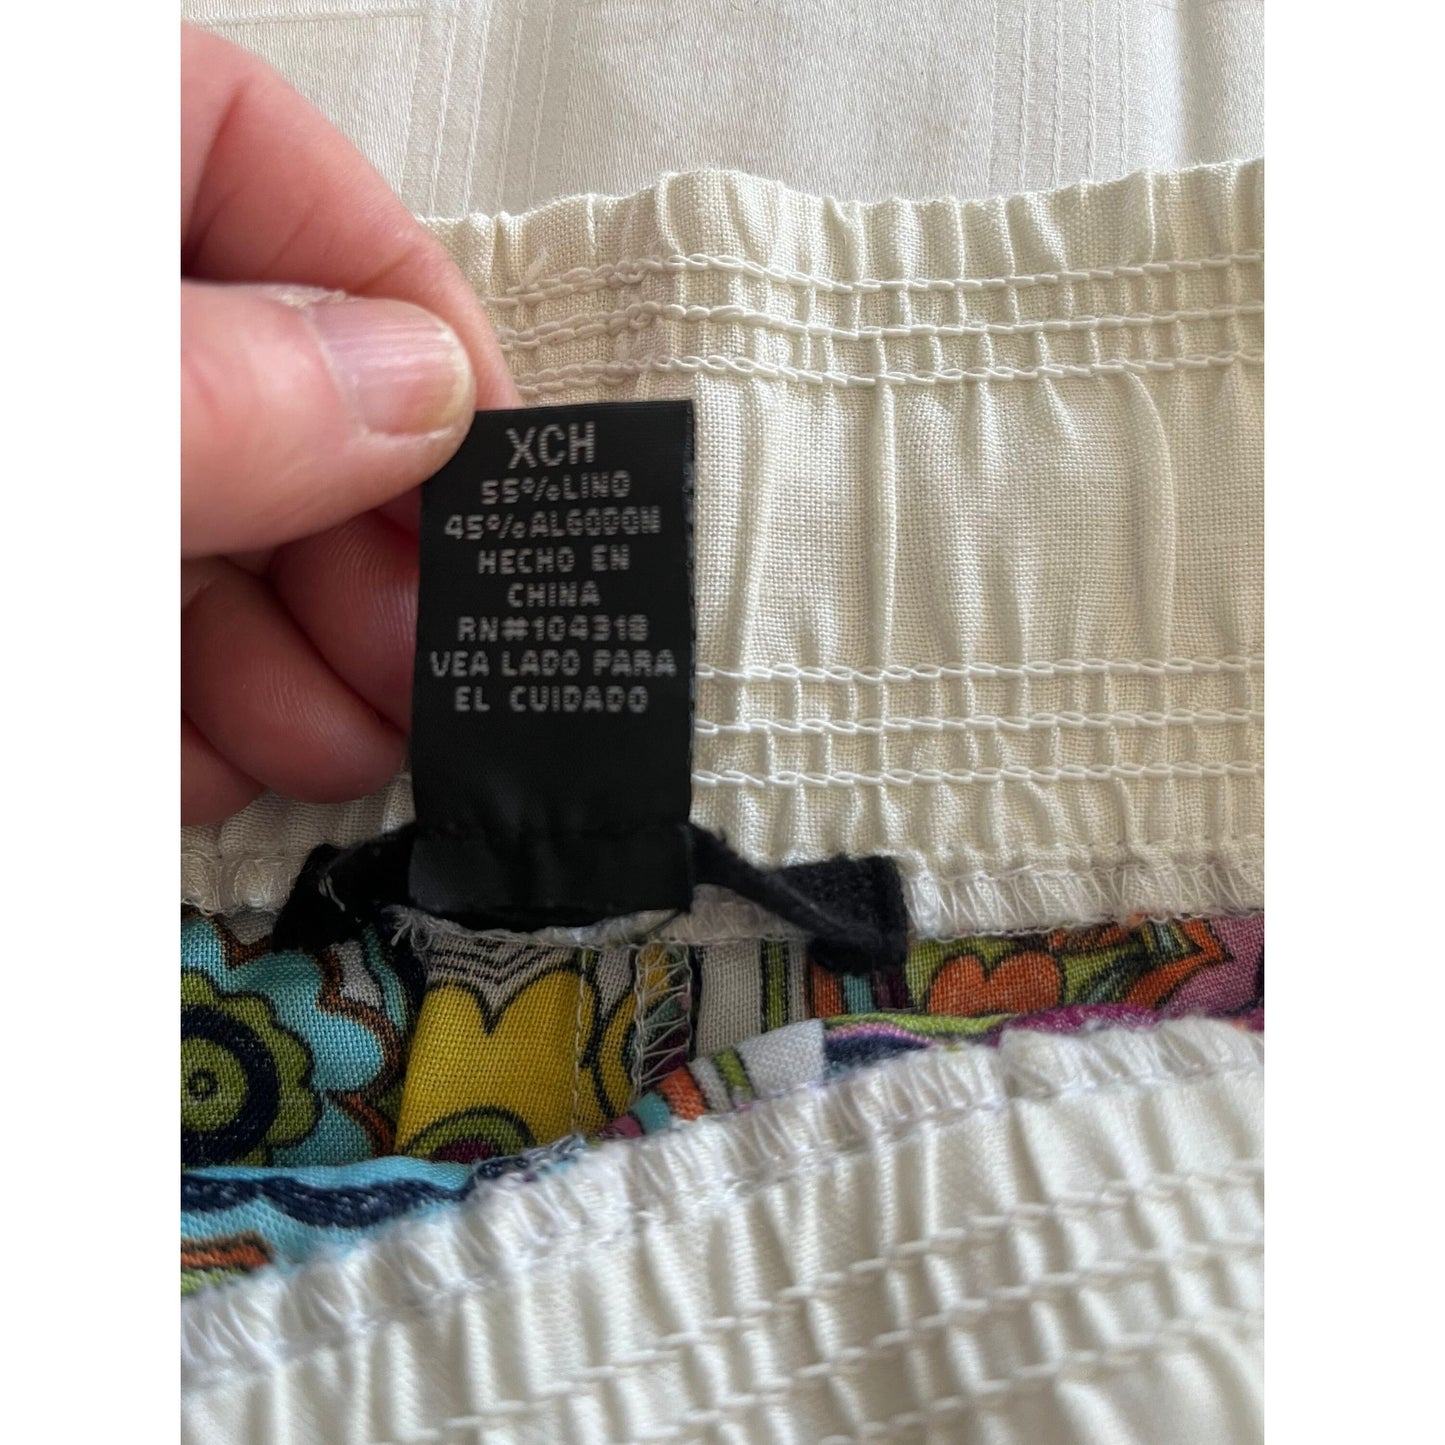 XCH
55%LINO
45%ALGODON
HECHO EN
CHINA
RN#104318
VEA LADO PARA
EL CUIDADO